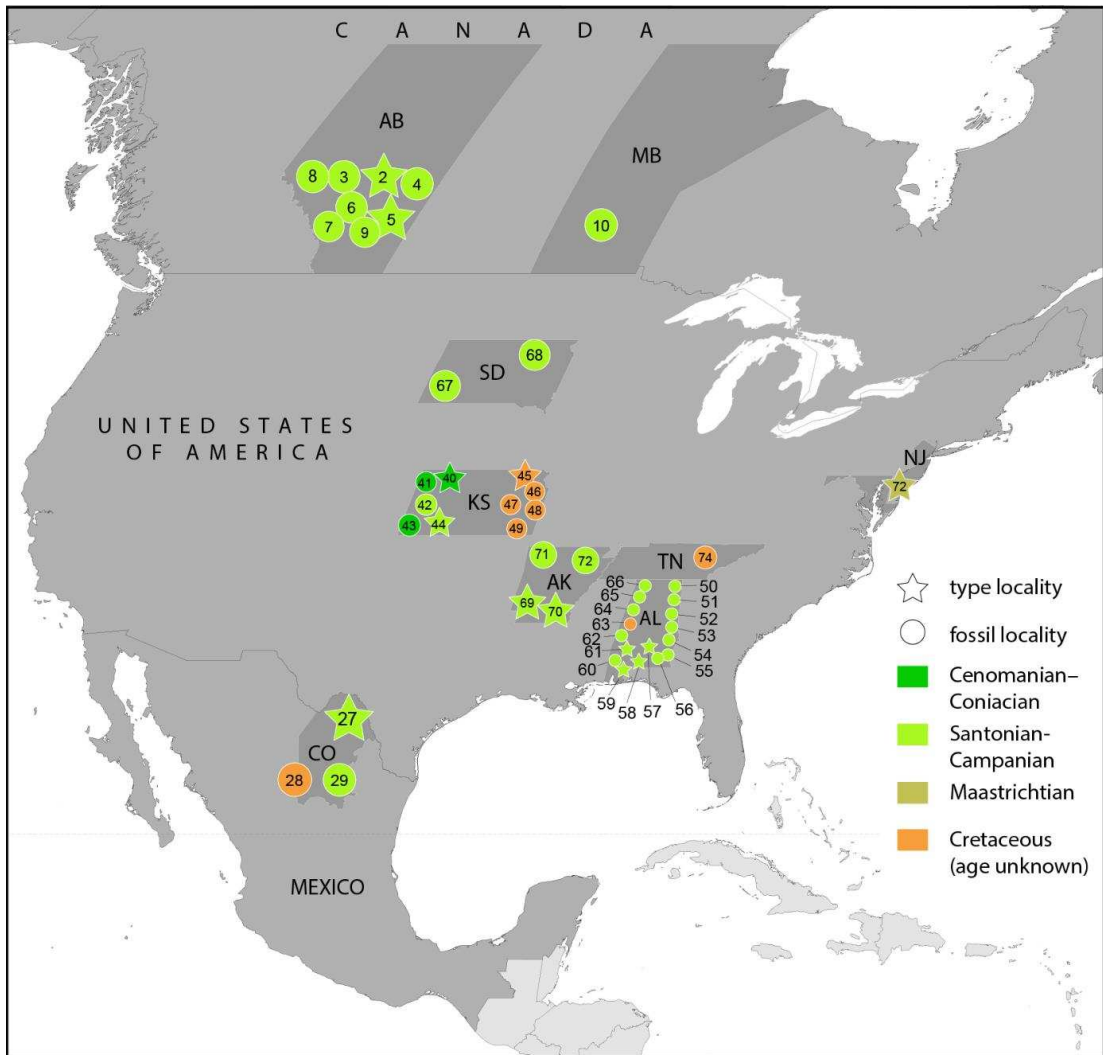 C A N A D A
AB
MB
8
3
2
4
6
5
7
9
10
SD
68
67
UNITED STATES
OF AMERICA
NJ
72
41
40
45
46
42
KS
47
48
43
44
49
71
72
AK
69
70
TN
74
66
50
65
51
64
AL
52
63
53
62
54
61
55
60
59
58
57
56
27
CO
28
29
MEXICO
type locality
fossil locality
Cenomanian–
Coniacian
Santonian-
Campanian
Maastrichtian
Cretaceous
(age unknown)